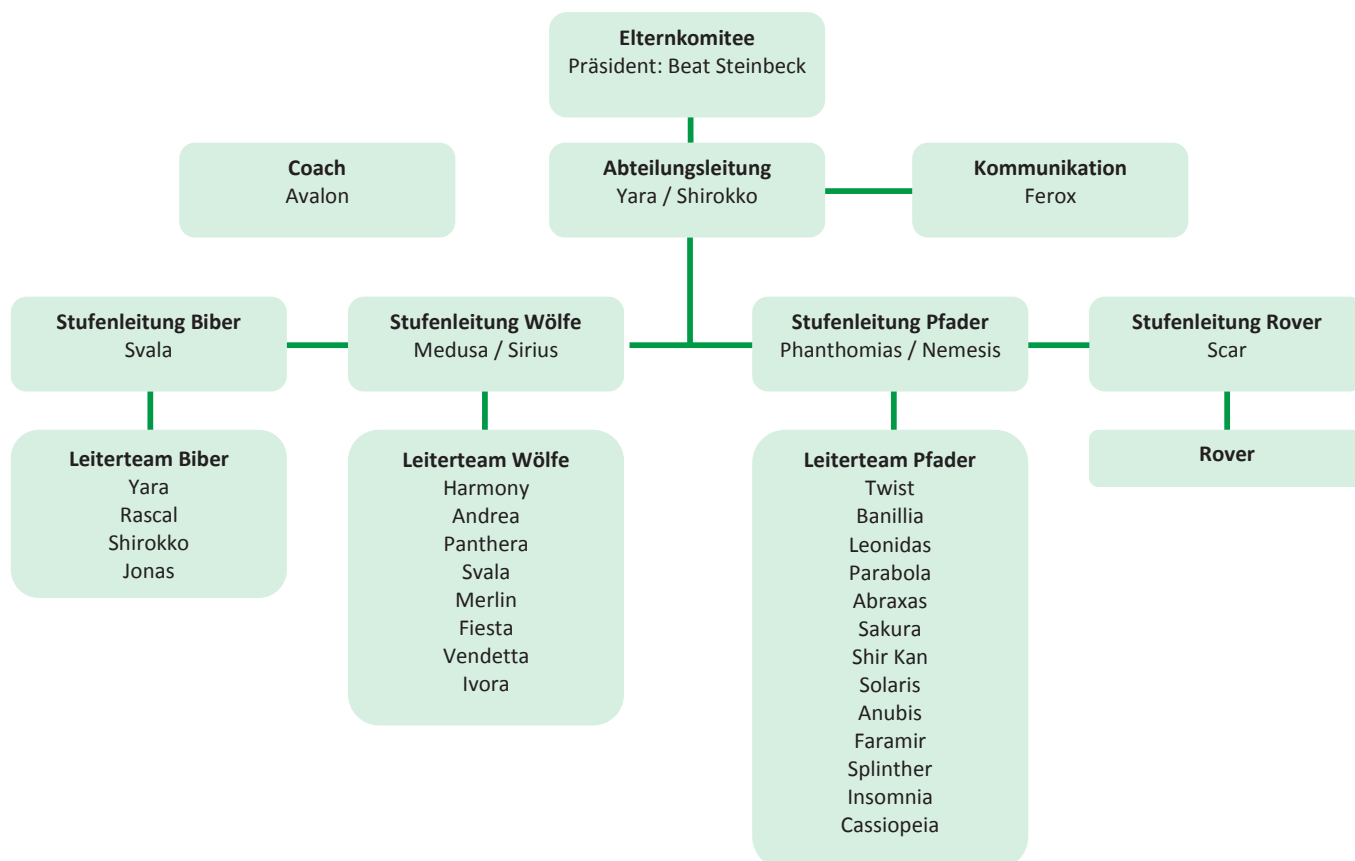 Elternkomitee
Präsident: Beat Steinbeck
Coach
Avalon
Abteilungsleitung
Yara / Shirokko
Kommunikation
Ferox
Stufenleitung Biber
Svala
Stufenleitung Wölfe
Medusa / Sirius
Stufenleitung Pfader
Phanthomias / Nemesis
Stufenleitung Rover
Scar
Leiterteam Biber
Yara
Rascal
Shirokko
Jonas
Leiterteam Wölfe
Harmony
Andrea
Panthera
Svala
Merlin
Fiesta
Vendetta
Ivora
Leiterteam Pfader
Twist
Banillia
Leonidas
Parabola
Abraxas
Sakura
Shir Kan
Solaris
Anubis
Faramir
Splinther
Insomnia
Cassiopeia
Rover